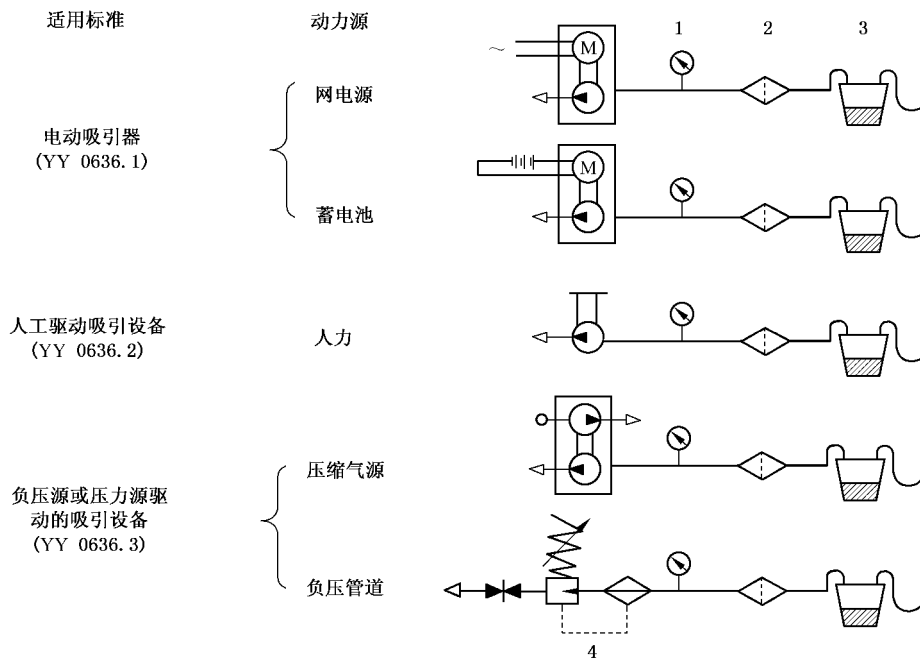 适用标准
动力源
1
2
3
M
~
网电源
电动吸引器
(YY 0636.1)
M
蓄电池
人工驱动吸引设备
(YY 0636.2)
人力
压缩气源
负压源或压力源驱
动的吸引设备
(YY 0636.3)
负压管道
4